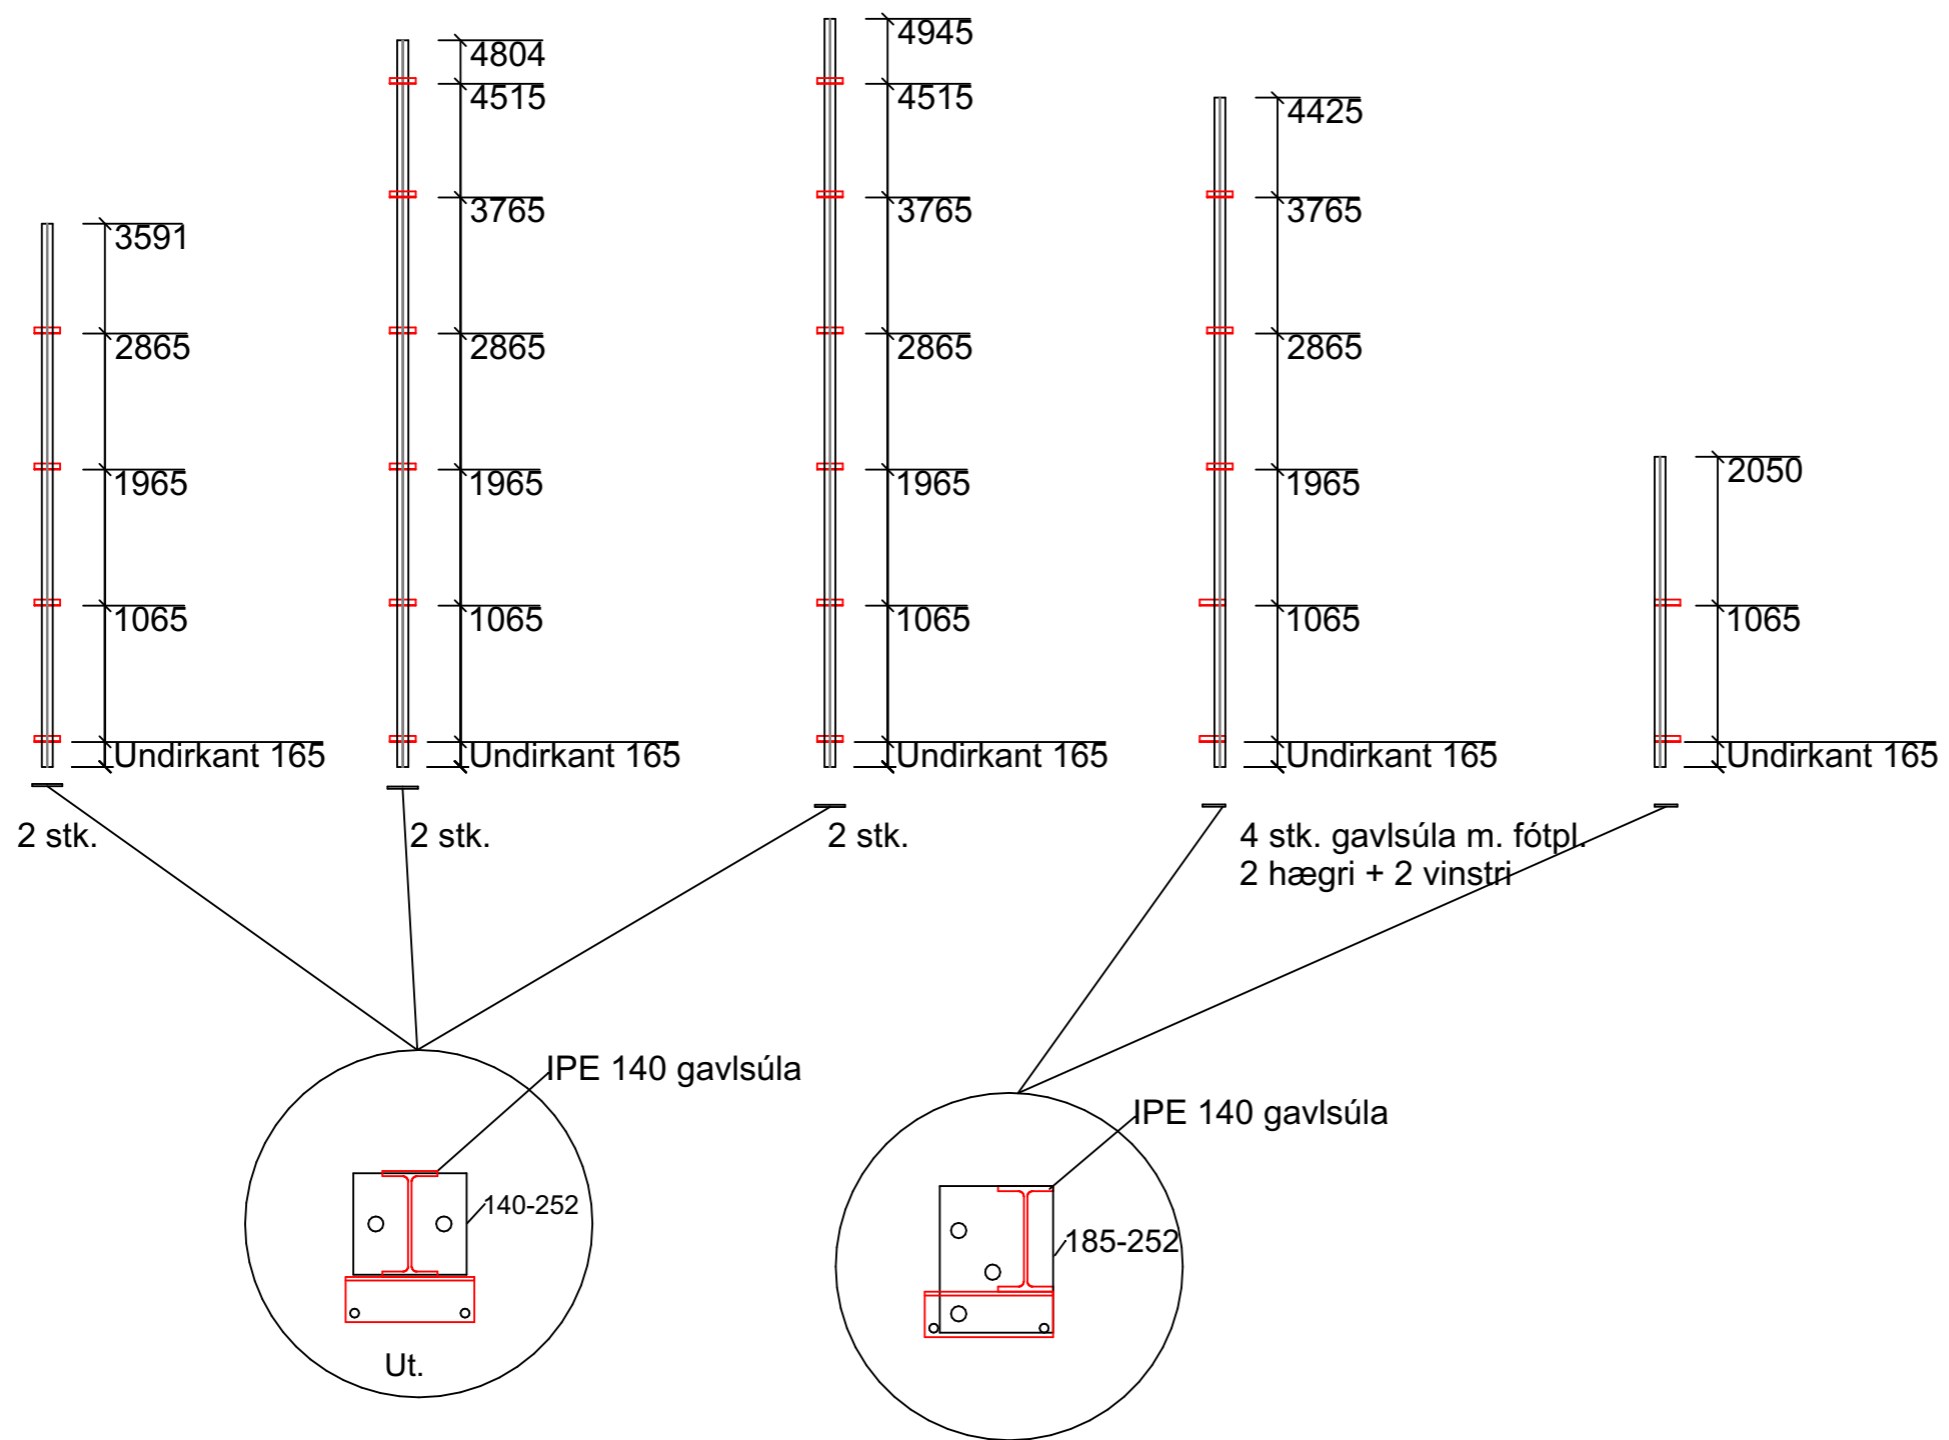 3591
2865
1965
1065
Undirkant 165
2 stk.
4804
4515
3765
2865
1965
1065
Undirkant 165
2 stk.
4945
4515
3765
2865
1965
1065
Undirkant 165
2 stk.
4425
3765
2865
1965
1065
Undirkant 165
4 stk. gavlsúla m. fótpl.
2 hægri + 2 vinstri
2050
1065
Undirkant 165
IPE 140 gavlsúla
140-252
Ut.
IPE 140 gavlsúla
185-252